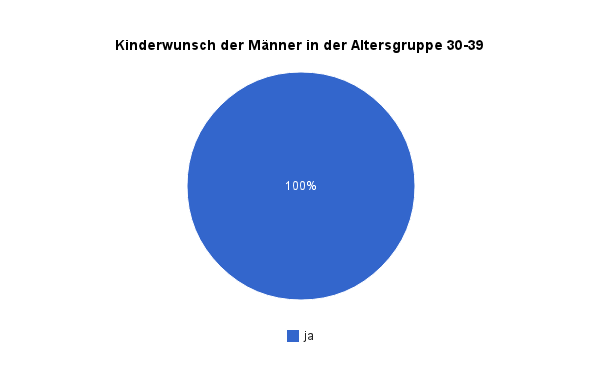 Kinderwunsch der Männer in der Altersgruppe 30-39
100%
ja